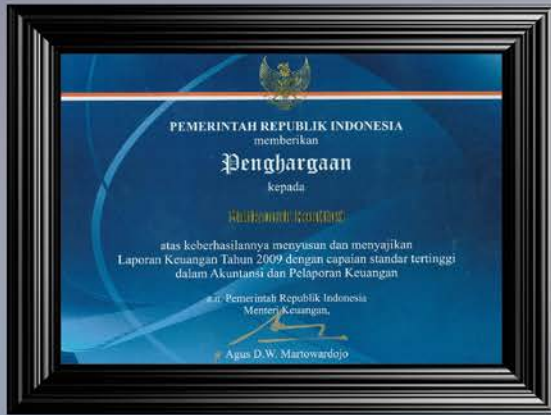 PEMERINTAH REPUBLIK INDONESIA
memberikan
Penghargaan
kepada
atas keberhasilannya menyusun dan menyajikan
Laporan Keuangan Tahun 2009 dengan capaian standar tertinggi
dalam Akuntansi dan Pelaporan Keuangan
a.n. Pemerintah Republik Indonesia
Menteri Keuangan,
Agus D.W. Martowardojo